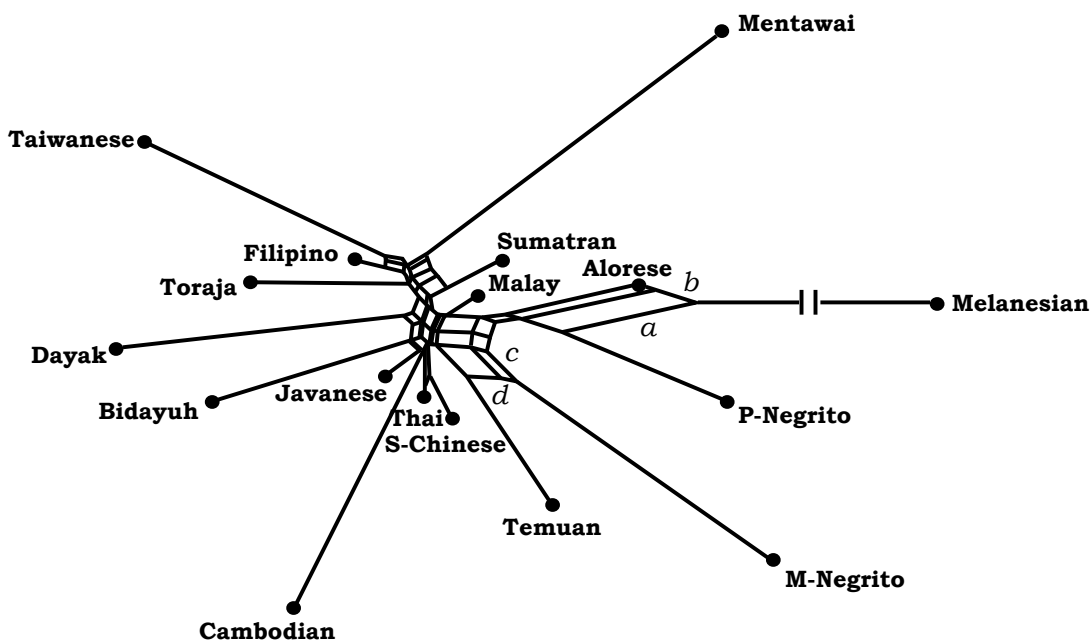 Mentawai
Taiwanese
Sumatran
Filipino
Alorese
b
Toraja
Malay
Melanesian
a
Dayak
c
Javanese
d
Bidayuh
Thai
P-Negrito
S-Chinese
Temuan
M-Negrito
Cambodian